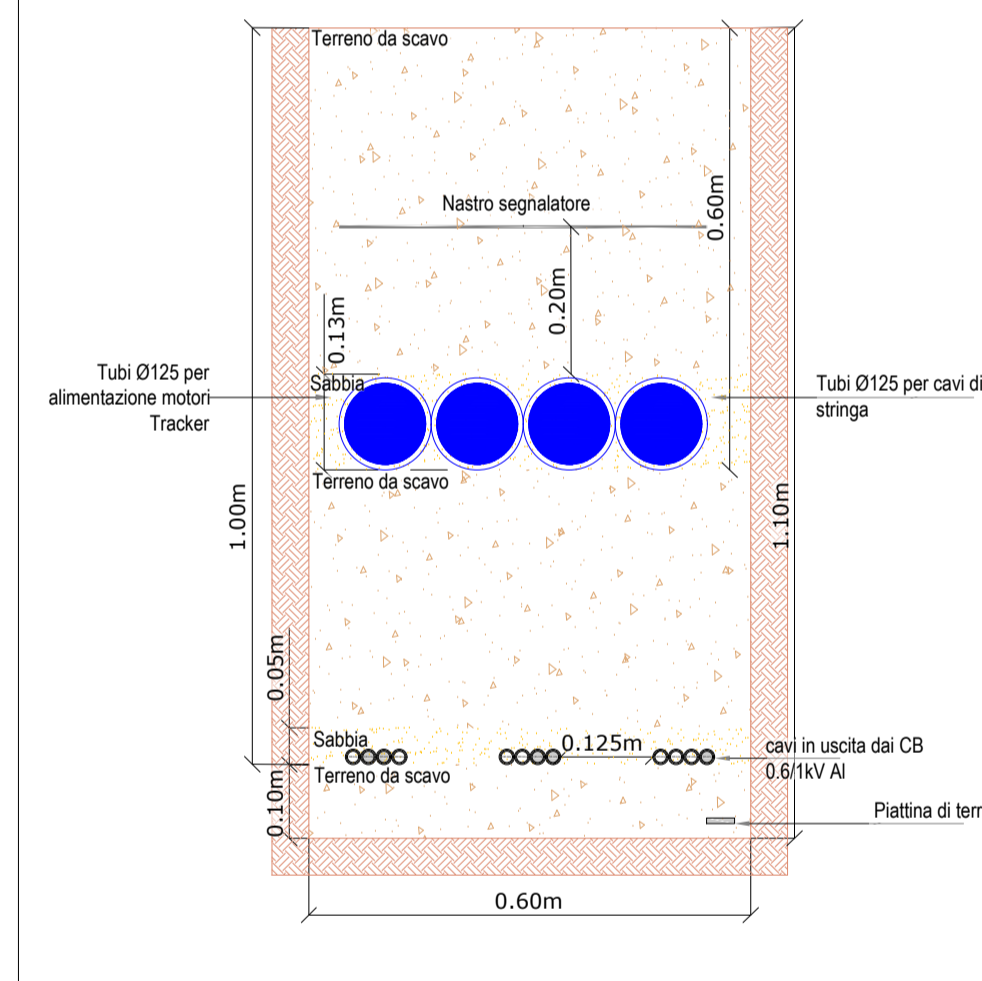 Terreno da scavo
Nastro segnalatore
0.60m
0.20m
0.13m
Tubi Ø125 per
alimentazione motori
Tracker
Sabbia
Tubi Ø125 per cavi di
stringa
Terreno da scavo
1.00m
1.10m
0.05m
Sabbia
0.125m
cavi in uscita dai CB
0.6/1kV Al
Terreno da scavo
0.10m
Piattina di terr
0.60m